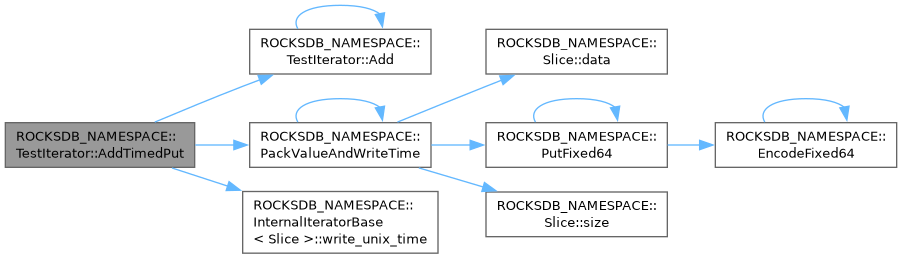 ROCKSDB_NAMESPACE::
TestIterator::AddTimedPut
ROCKSDB_NAMESPACE::
TestIterator::Add
ROCKSDB_NAMESPACE::
PackValueAndWriteTime
ROCKSDB_NAMESPACE::
InternalIteratorBase
< Slice >::write_unix_time
ROCKSDB_NAMESPACE::
Slice::data
ROCKSDB_NAMESPACE::
PutFixed64
ROCKSDB_NAMESPACE::
Slice::size
ROCKSDB_NAMESPACE::
EncodeFixed64